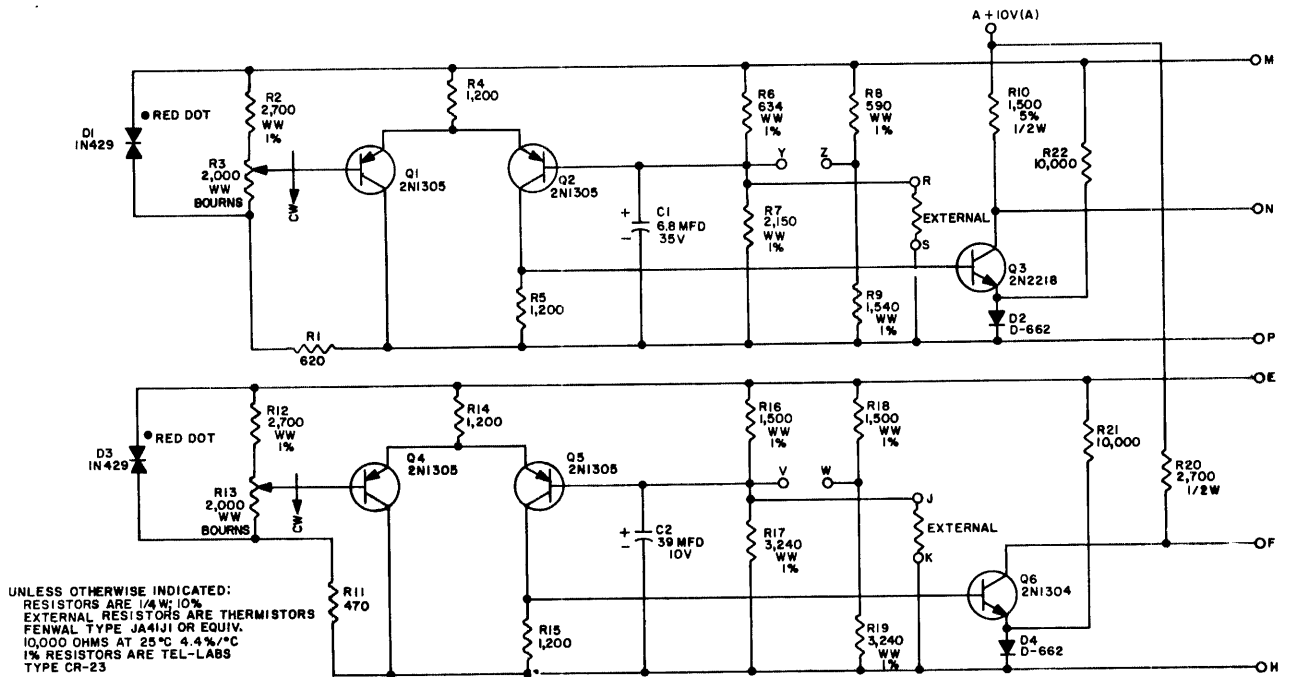 A +10V(A)
M
R2
2,700
WW
1%
R4
1,200
R6
634
WW
1%
R8
590
WW
1%
R10
1,500
5%
1/2W
RED DOT
D1
1N429
R3
2,000
WW
BOURNS
CW
Q1
2N1305
Q2
2N1305
Y
Z
R22
10,000
R
C1
6.8 MFD
35V
+
−
R7
2,150
WW
1%
EXTERNAL
S
N
Q3
2N2218
R5
1,200
R9
1,540
WW
1%
D2
D-662
R1
620
P
E
R12
2,700
WW
1%
R14
1,200
R16
1,500
WW
1%
R18
1,500
WW
1%
RED DOT
D3
1N429
R21
10,000
R13
2,000
WW
BOURNS
CW
Q4
2N1305
Q5
2N1305
V
W
R20
2,700
1/2W
J
C2
39 MFD
10V
+
−
R17
3,240
WW
1%
EXTERNAL
K
F
Q6
2N1304
R11
470
R15
1,200
R19
3,240
WW
1%
D4
D-662
H
UNLESS OTHERWISE INDICATED:
RESISTORS ARE 1/4W; 10%
EXTERNAL RESISTORS ARE THERMISTORS
FENWAL TYPE JA41J1 OR EQUIV.
10,000 OHMS AT 25°C 4.4%/°C
1% RESISTORS ARE TEL-LABS
TYPE CR-23